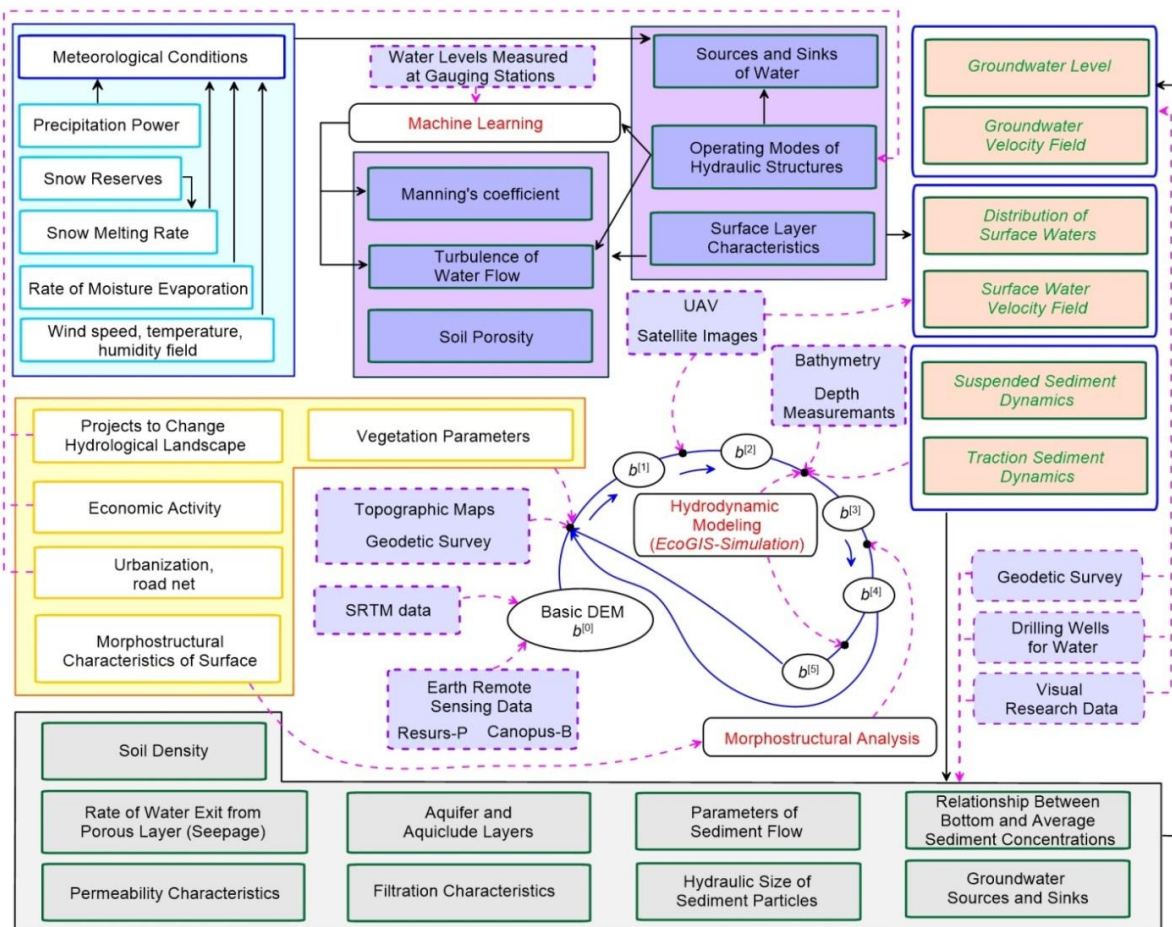 Meteorological Conditions
Precipitation Power
Snow Reserves
Snow Melting Rate
Rate of Moisture Evaporation
Wind speed, temperature,
humidity field
Water Levels Measured
at Gauging Stations
Machine Learning
Manning's coefficient
Turbulence of
Water Flow
Soil Porosity
Sources and Sinks
of Water
Operating Modes of
Hydraulic Structures
Surface Layer
Characteristics
Groundwater Level
Groundwater
Velocity Field
Distribution of
Surface Waters
Surface Water
Velocity Field
Suspended Sediment
Dynamics
Traction Sediment
Dynamics
UAV
Satellite Images
Bathymetry
Depth
Measuremants
Projects to Change
Hydrological Landscape
Vegetation Parameters
Economic Activity
Urbanization,
road net
Morphostructural
Characteristics of Surface
Topographic Maps
Geodetic Survey
SRTM data
Earth Remote
Sensing Data
Resurs-P Canopus-B
Basic DEM
b[0]
b[1]
b[2]
b[3]
b[4]
b[5]
Hydrodynamic
Modeling
(EcoGIS-Simulation)
Morphostructural Analysis
Geodetic Survey
Drilling Wells
for Water
Visual
Research Data
Soil Density
Rate of Water Exit from
Porous Layer (Seepage)
Aquifer and
Aquiclude Layers
Parameters of
Sediment Flow
Relationship Between
Bottom and Average
Sediment Concentrations
Permeability Characteristics
Filtration Characteristics
Hydraulic Size of
Sediment Particles
Groundwater
Sources and Sinks